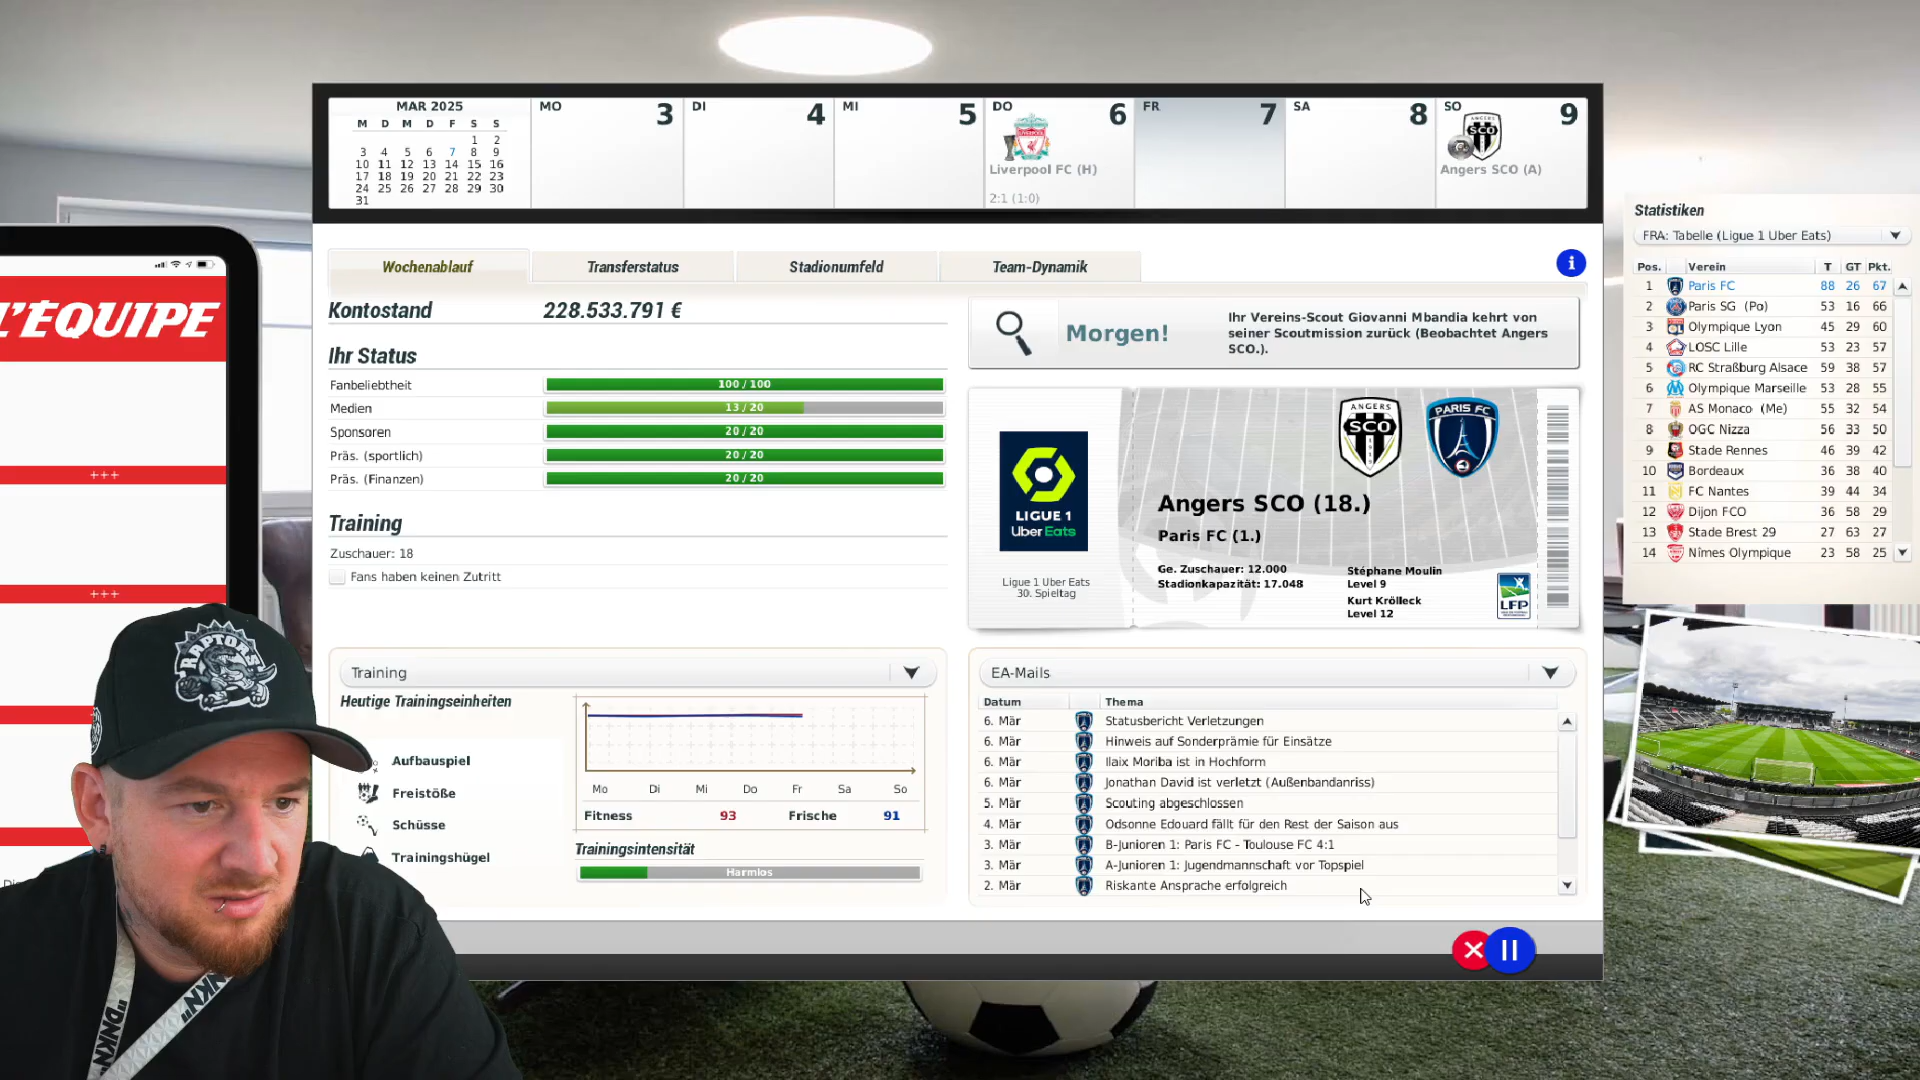 MAR 2025
M D M D F S S
1 2
3 4 5 6 7 8 9
10 11 12 13 14 15 16
17 18 19 20 21 22 23
24 25 26 27 28 29 30
31
MO 3
DI 4
MI 5
DO 6
Liverpool FC (H)
2:1 (1:0)
FR 7
SA 8
SO 9
Angers SCO (A)
Wochenablauf
Transferstatus
Stadionumfeld
Team-Dynamik
i
Kontostand 228.533.791 €
Ihr Status
Fanbeliebtheit 100 / 100
Medien 13 / 20
Sponsoren 20 / 20
Präs. (sportlich) 20 / 20
Präs. (Finanzen) 20 / 20
Training
Zuschauer: 18
Fans haben keinen Zutritt
Morgen!
Ihr Vereins-Scout Giovanni Mbandia kehrt von
seiner Scoutmission zurück (Beobachtet Angers
SCO.).
LIGUE 1
Uber Eats
Ligue 1 Uber Eats
30. Spieltag
ANGERS
SCO
PARIS FC
Angers SCO (18.)
Paris FC (1.)
Ge. Zuschauer: 12.000
Stadionkapazität: 17.048
Stéphane Moulin
Level 9
Kurt Krölleck
Level 12
LFP
Training
Heutige Trainingseinheiten
Aufbauspiel
Freistöße
Schüsse
Trainingshügel
Mo Di Mi Do Fr Sa So
Fitness 93 Frische 91
Trainingsintensität
Harmlos
EA-Mails
Datum Thema
6. Mär Statusbericht Verletzungen
6. Mär Hinweis auf Sonderprämie für Einsätze
6. Mär Ilaix Moriba ist in Hochform
6. Mär Jonathan David ist verletzt (Außenbandanriss)
5. Mär Scouting abgeschlossen
4. Mär Odsonne Edouard fällt für den Rest der Saison aus
3. Mär B-Junioren 1: Paris FC - Toulouse FC 4:1
3. Mär A-Junioren 1: Jugendmannschaft vor Topspiel
2. Mär Riskante Ansprache erfolgreich
Statistiken
FRA: Tabelle (Ligue 1 Uber Eats)
Pos. Verein T GT Pkt.
1 Paris FC 88 26 67
2 Paris SG (Po) 53 16 66
3 Olympique Lyon 45 29 60
4 LOSC Lille 53 23 57
5 RC Straßburg Alsace 59 38 57
6 Olympique Marseille 53 28 55
7 AS Monaco (Me) 55 32 54
8 OGC Nizza 56 33 50
9 Stade Rennes 46 39 42
10 Bordeaux 36 38 40
11 FC Nantes 39 44 34
12 Dijon FCO 36 58 29
13 Stade Brest 29 27 63 27
14 Nîmes Olympique 23 58 25
L'ÉQUIPE
+++
+++
RAPTORS
"DNKN"